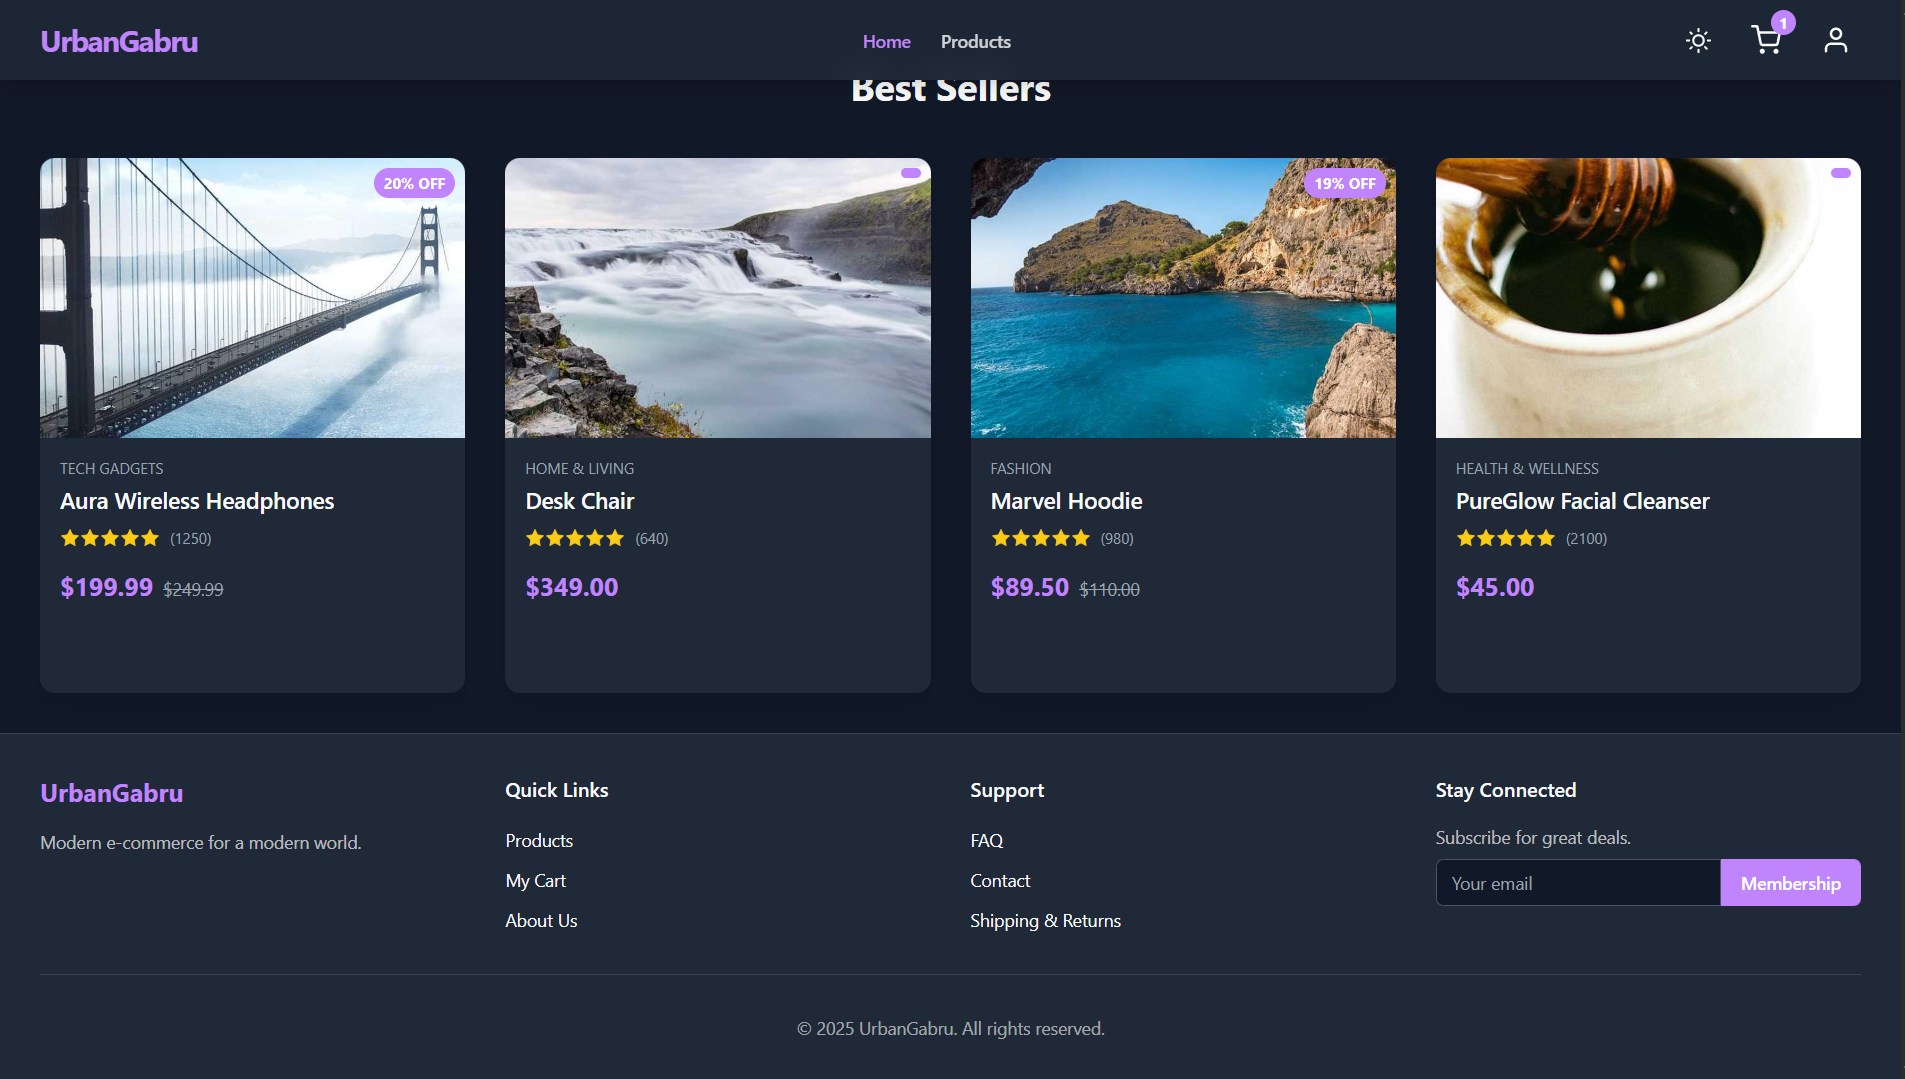 UrbanGabru
Home Products
1
Best Sellers
20% OFF
19% OFF
TECH GADGETS
Aura Wireless Headphones
(1250)
$199.99 $249.99
HOME & LIVING
Desk Chair
(640)
$349.00
FASHION
Marvel Hoodie
(980)
$89.50 $110.00
HEALTH & WELLNESS
PureGlow Facial Cleanser
(2100)
$45.00
UrbanGabru
Modern e-commerce for a modern world.
Quick Links
Products
My Cart
About Us
Support
FAQ
Contact
Shipping & Returns
Stay Connected
Subscribe for great deals.
Your email
Membership
© 2025 UrbanGabru. All rights reserved.